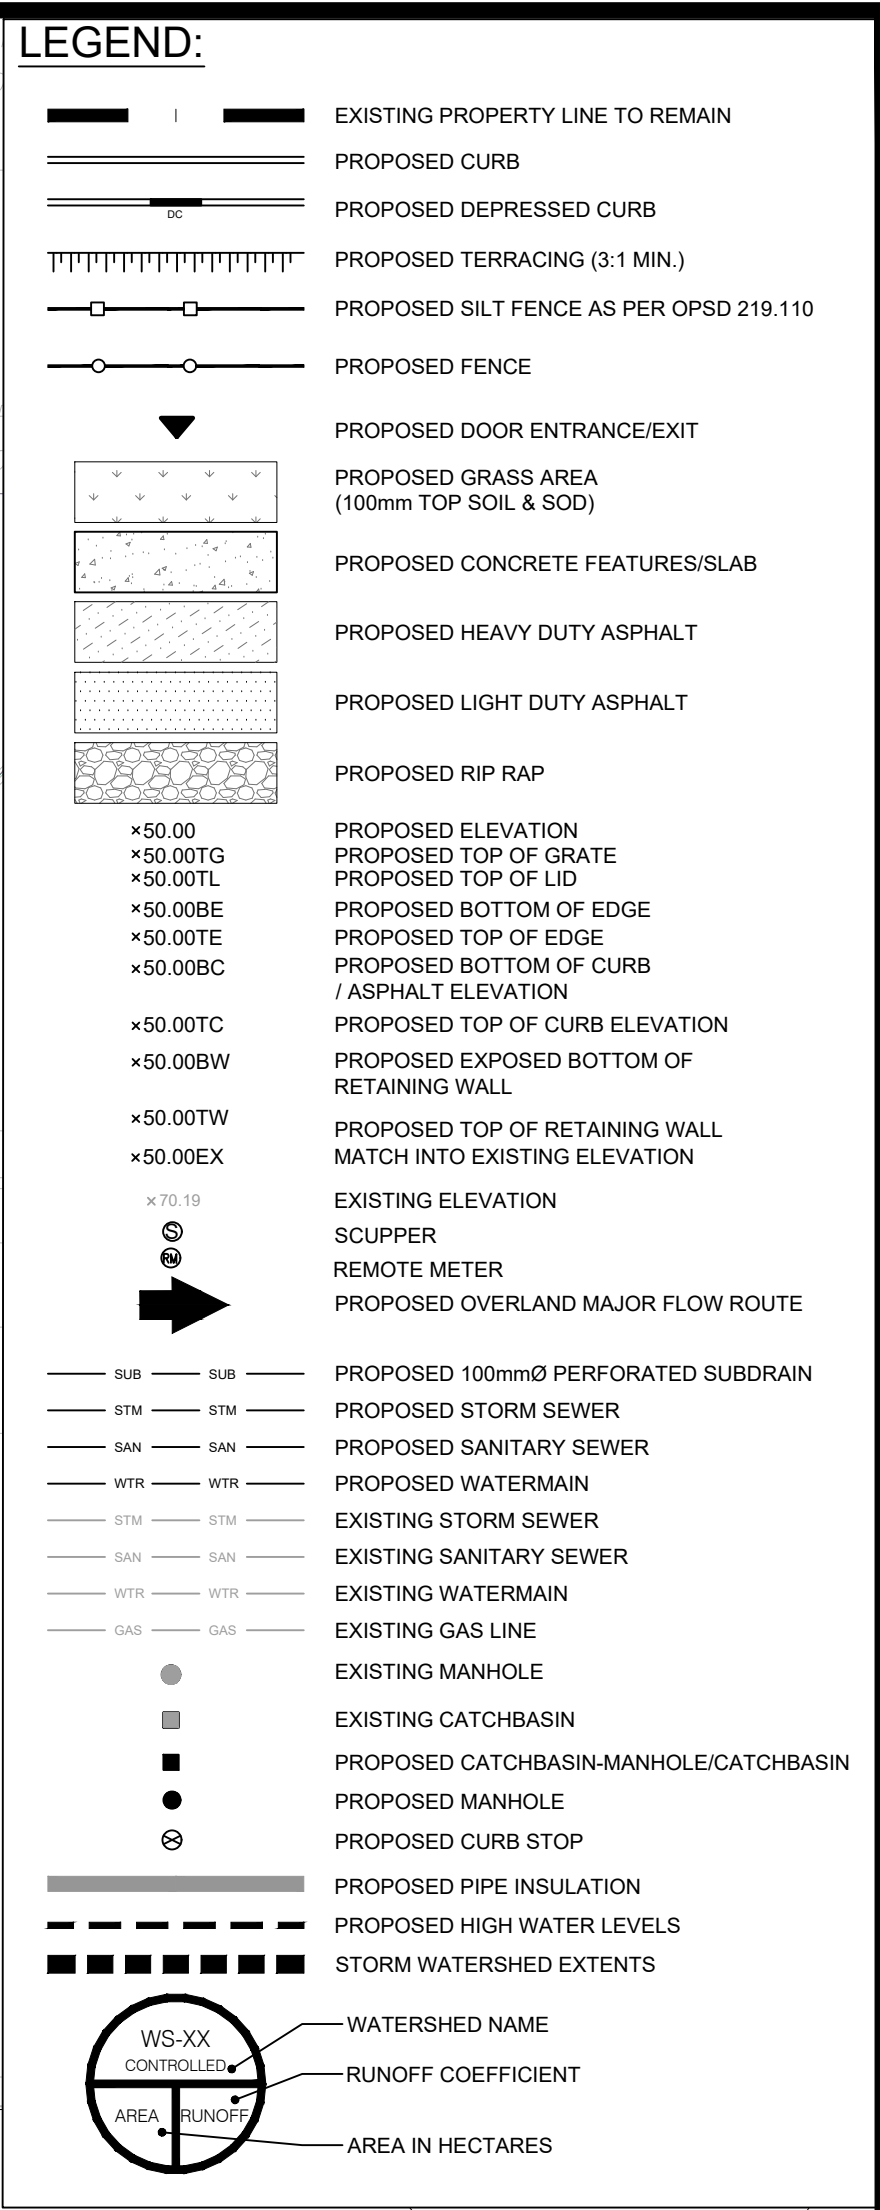 LEGEND:
EXISTING PROPERTY LINE TO REMAIN
PROPOSED CURB
DC
PROPOSED DEPRESSED CURB
PROPOSED TERRACING (3:1 MIN.)
PROPOSED SILT FENCE AS PER OPSD 219.110
PROPOSED FENCE
PROPOSED DOOR ENTRANCE/EXIT
PROPOSED GRASS AREA
(100mm TOP SOIL & SOD)
PROPOSED CONCRETE FEATURES/SLAB
PROPOSED HEAVY DUTY ASPHALT
PROPOSED LIGHT DUTY ASPHALT
PROPOSED RIP RAP
×50.00 PROPOSED ELEVATION
×50.00TG PROPOSED TOP OF GRATE
×50.00TL PROPOSED TOP OF LID
×50.00BE PROPOSED BOTTOM OF EDGE
×50.00TE PROPOSED TOP OF EDGE
×50.00BC PROPOSED BOTTOM OF CURB
/ ASPHALT ELEVATION
×50.00TC PROPOSED TOP OF CURB ELEVATION
×50.00BW PROPOSED EXPOSED BOTTOM OF
RETAINING WALL
×50.00TW PROPOSED TOP OF RETAINING WALL
×50.00EX MATCH INTO EXISTING ELEVATION
×70.19 EXISTING ELEVATION
S SCUPPER
RM REMOTE METER
PROPOSED OVERLAND MAJOR FLOW ROUTE
SUB SUB PROPOSED 100mmØ PERFORATED SUBDRAIN
STM STM PROPOSED STORM SEWER
SAN SAN PROPOSED SANITARY SEWER
WTR WTR PROPOSED WATERMAIN
STM STM EXISTING STORM SEWER
SAN SAN EXISTING SANITARY SEWER
WTR WTR EXISTING WATERMAIN
GAS GAS EXISTING GAS LINE
EXISTING MANHOLE
EXISTING CATCHBASIN
PROPOSED CATCHBASIN-MANHOLE/CATCHBASIN
PROPOSED MANHOLE
PROPOSED CURB STOP
PROPOSED PIPE INSULATION
PROPOSED HIGH WATER LEVELS
STORM WATERSHED EXTENTS
WS-XX
CONTROLLED
AREA RUNOFF
WATERSHED NAME
RUNOFF COEFFICIENT
AREA IN HECTARES